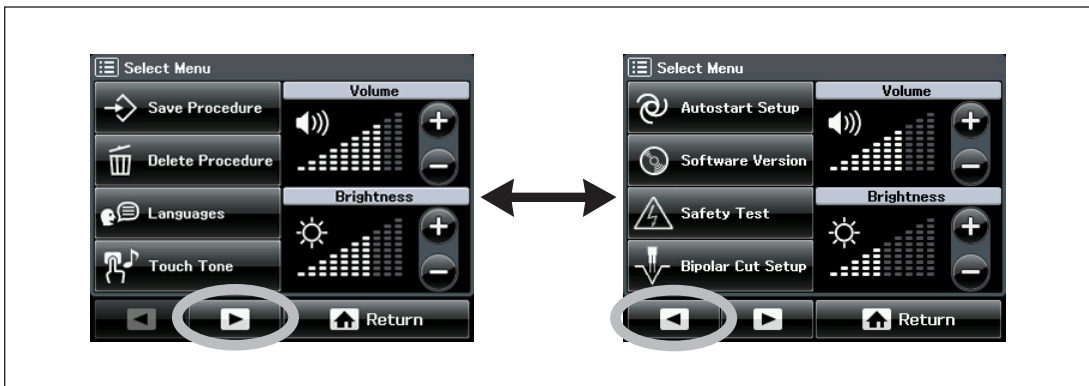 Select Menu
Save Procedure
Delete Procedure
Languages
Touch Tone
Volume
Brightness
Return
Select Menu
Autostart Setup
Software Version
Safety Test
Bipolar Cut Setup
Volume
Brightness
Return